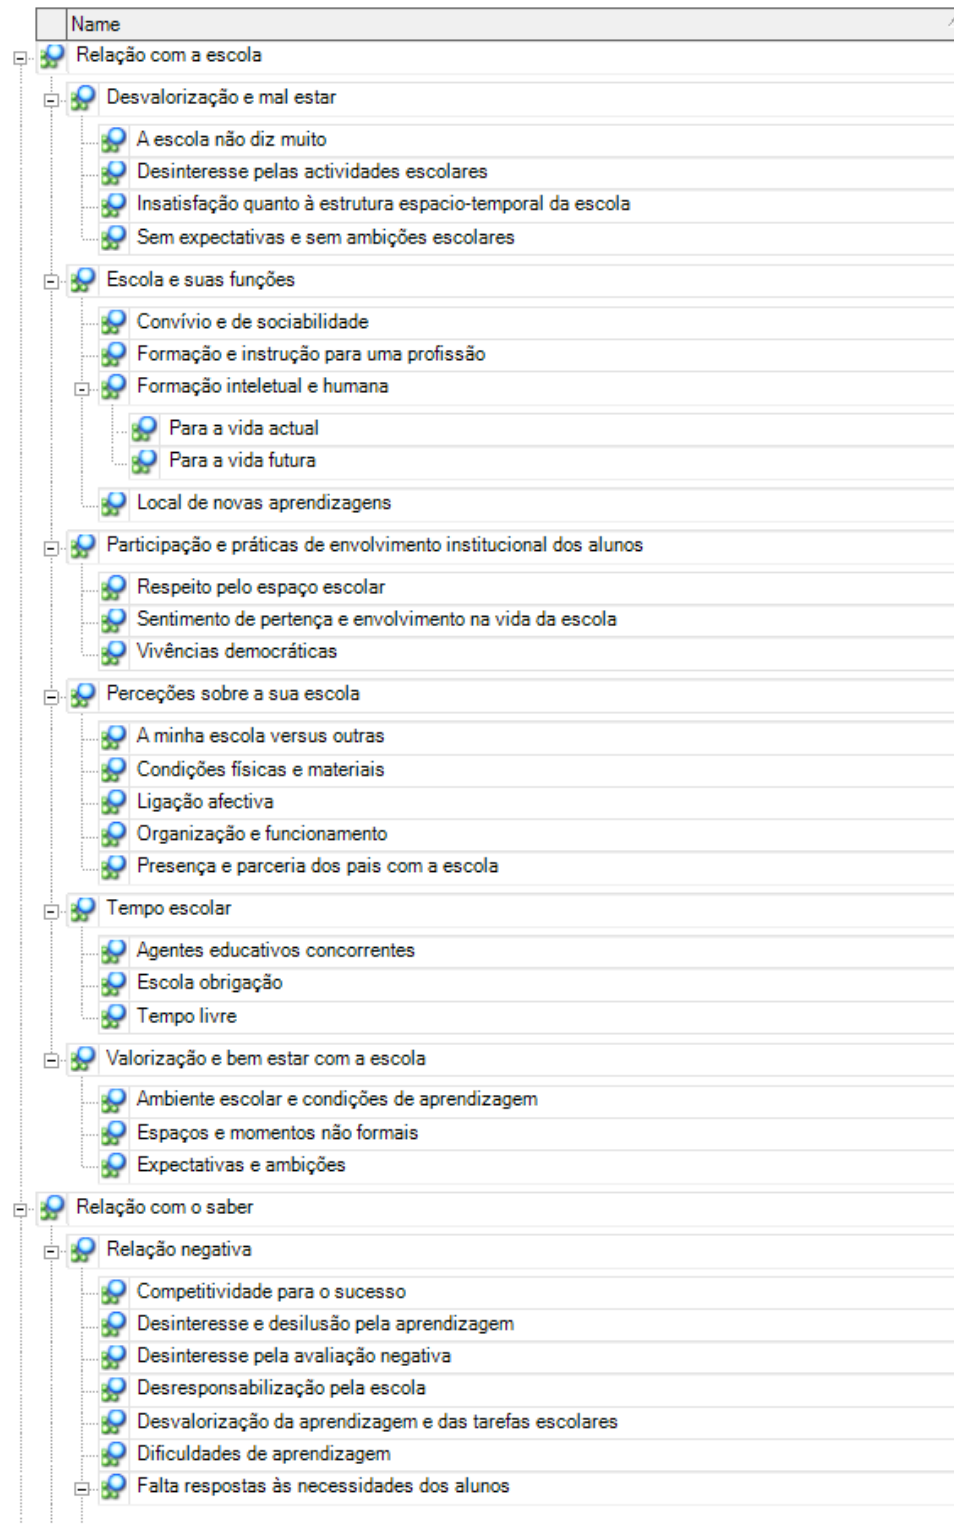 Name
Relação com a escola
Desvalorização e mal estar
A escola não diz muito
Desinteresse pelas actividades escolares
Insatisfação quanto à estrutura espacio-temporal da escola
Sem expectativas e sem ambições escolares
Escola e suas funções
Convívio e de sociabilidade
Formação e instrução para uma profissão
Formação inteletual e humana
Para a vida actual
Para a vida futura
Local de novas aprendizagens
Participação e práticas de envolvimento institucional dos alunos
Respeito pelo espaço escolar
Sentimento de pertença e envolvimento na vida da escola
Vivências democráticas
Perceções sobre a sua escola
A minha escola versus outras
Condições físicas e materiais
Ligação afectiva
Organização e funcionamento
Presença e parceria dos pais com a escola
Tempo escolar
Agentes educativos concorrentes
Escola obrigação
Tempo livre
Valorização e bem estar com a escola
Ambiente escolar e condições de aprendizagem
Espaços e momentos não formais
Expectativas e ambições
Relação com o saber
Relação negativa
Competitividade para o sucesso
Desinteresse e desilusão pela aprendizagem
Desinteresse pela avaliação negativa
Desresponsabilização pela escola
Desvalorização da aprendizagem e das tarefas escolares
Dificuldades de aprendizagem
Falta respostas às necessidades dos alunos